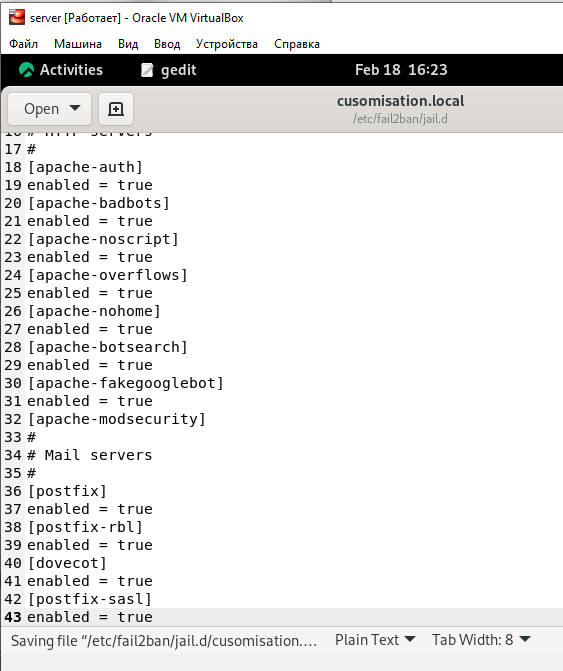 server [Работает] - Oracle VM VirtualBox
Файл Машина Вид Ввод Устройства Справка
Activities gedit Feb 18 16:23
Open cusomisation.local
/etc/fail2ban/jail.d
16 # HTTP servers
17 #
18 [apache-auth]
19 enabled = true
20 [apache-badbots]
21 enabled = true
22 [apache-noscript]
23 enabled = true
24 [apache-overflows]
25 enabled = true
26 [apache-nohome]
27 enabled = true
28 [apache-botsearch]
29 enabled = true
30 [apache-fakegooglebot]
31 enabled = true
32 [apache-modsecurity]
33 #
34 # Mail servers
35 #
36 [postfix]
37 enabled = true
38 [postfix-rbl]
39 enabled = true
40 [dovecot]
41 enabled = true
42 [postfix-sasl]
43 enabled = true
Saving file “/etc/fail2ban/jail.d/cusomisation.… Plain Text Tab Width: 8